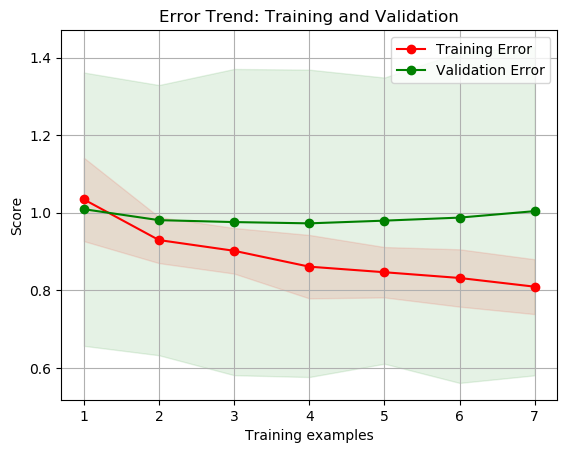 Error Trend: Training and Validation
Training Error
Validation Error
1.4
1.2
1.0
0.8
0.6
Score
1 2 3 4 5 6 7
Training examples